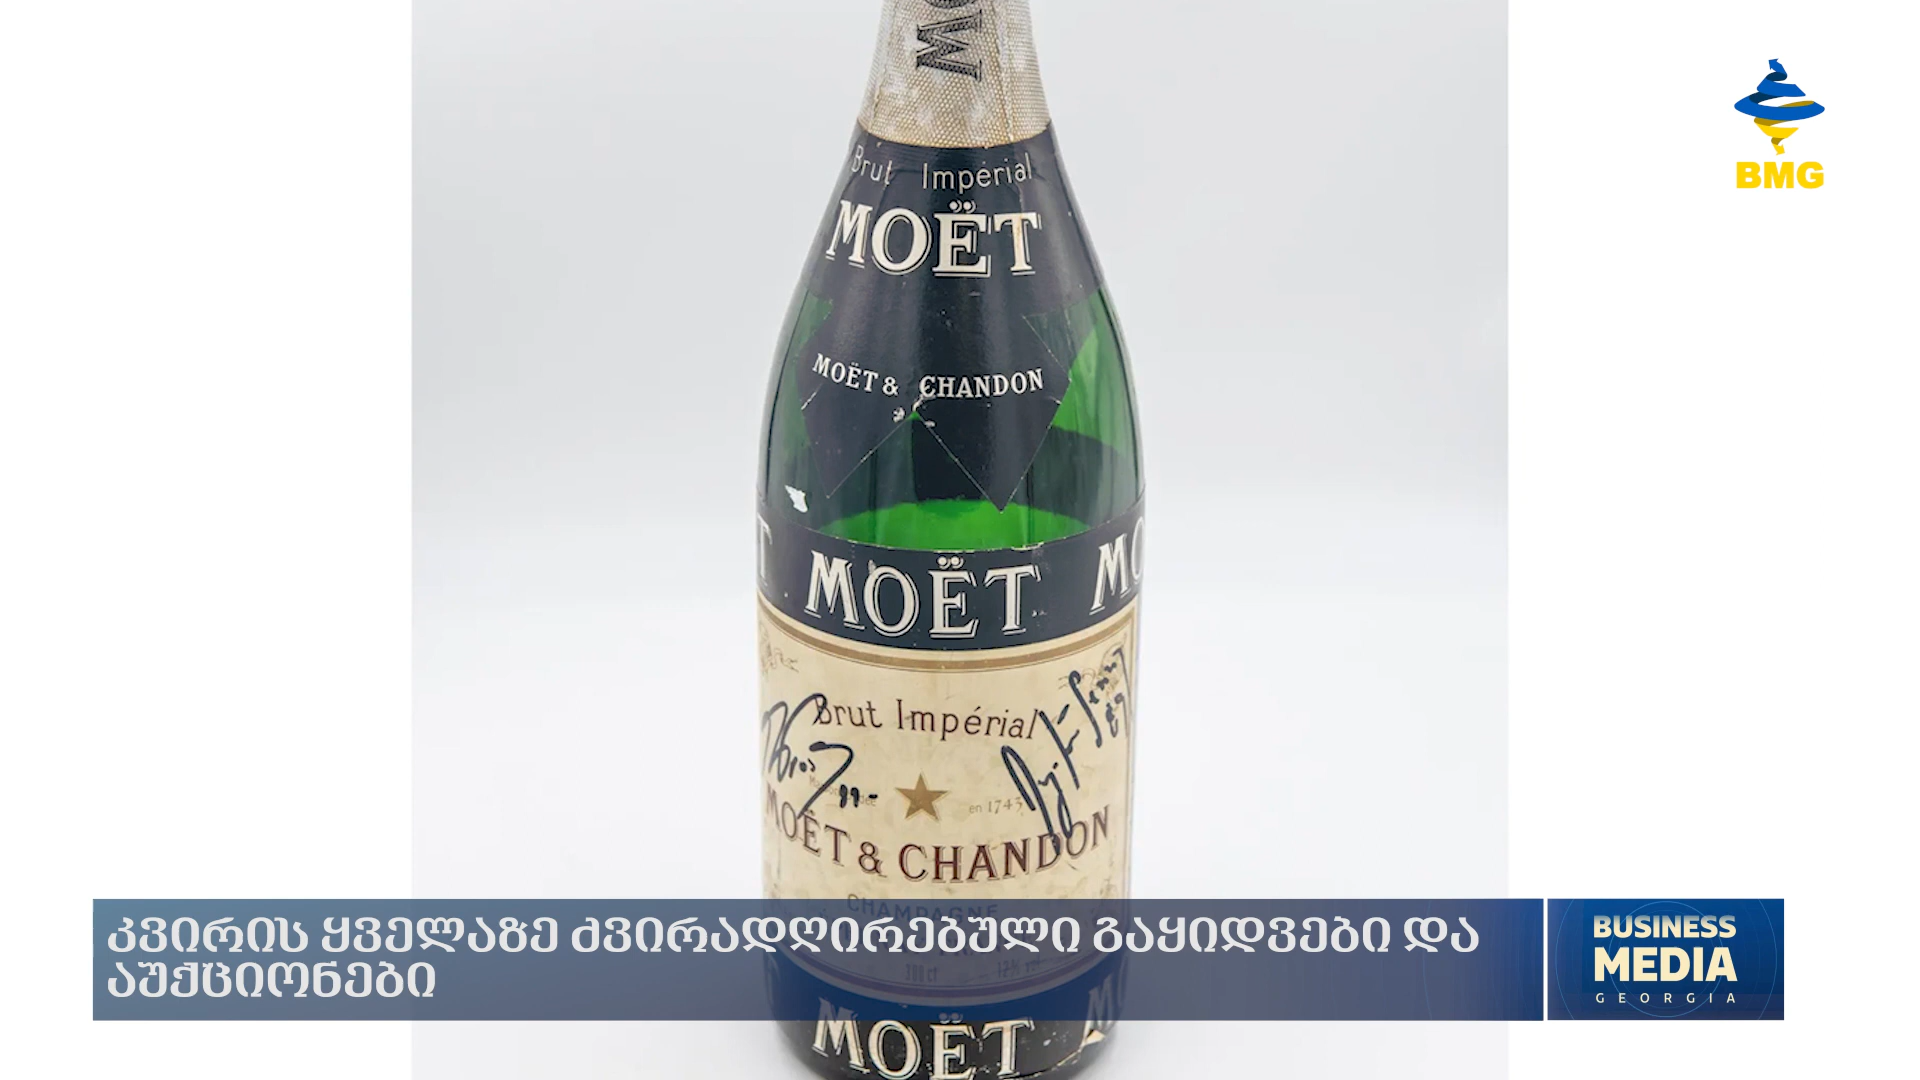 Brut Impérial
MOËT
MOËT & CHANDON
MOËT
Brut Impérial
en 1743
MOËT & CHANDON
CHAMPAGNE
MOËT
BMG
კვირის ყველაზე ძვირადღირებული გაყიდვები და
აუქციონები
BUSINESS
MEDIA
GEORGIA